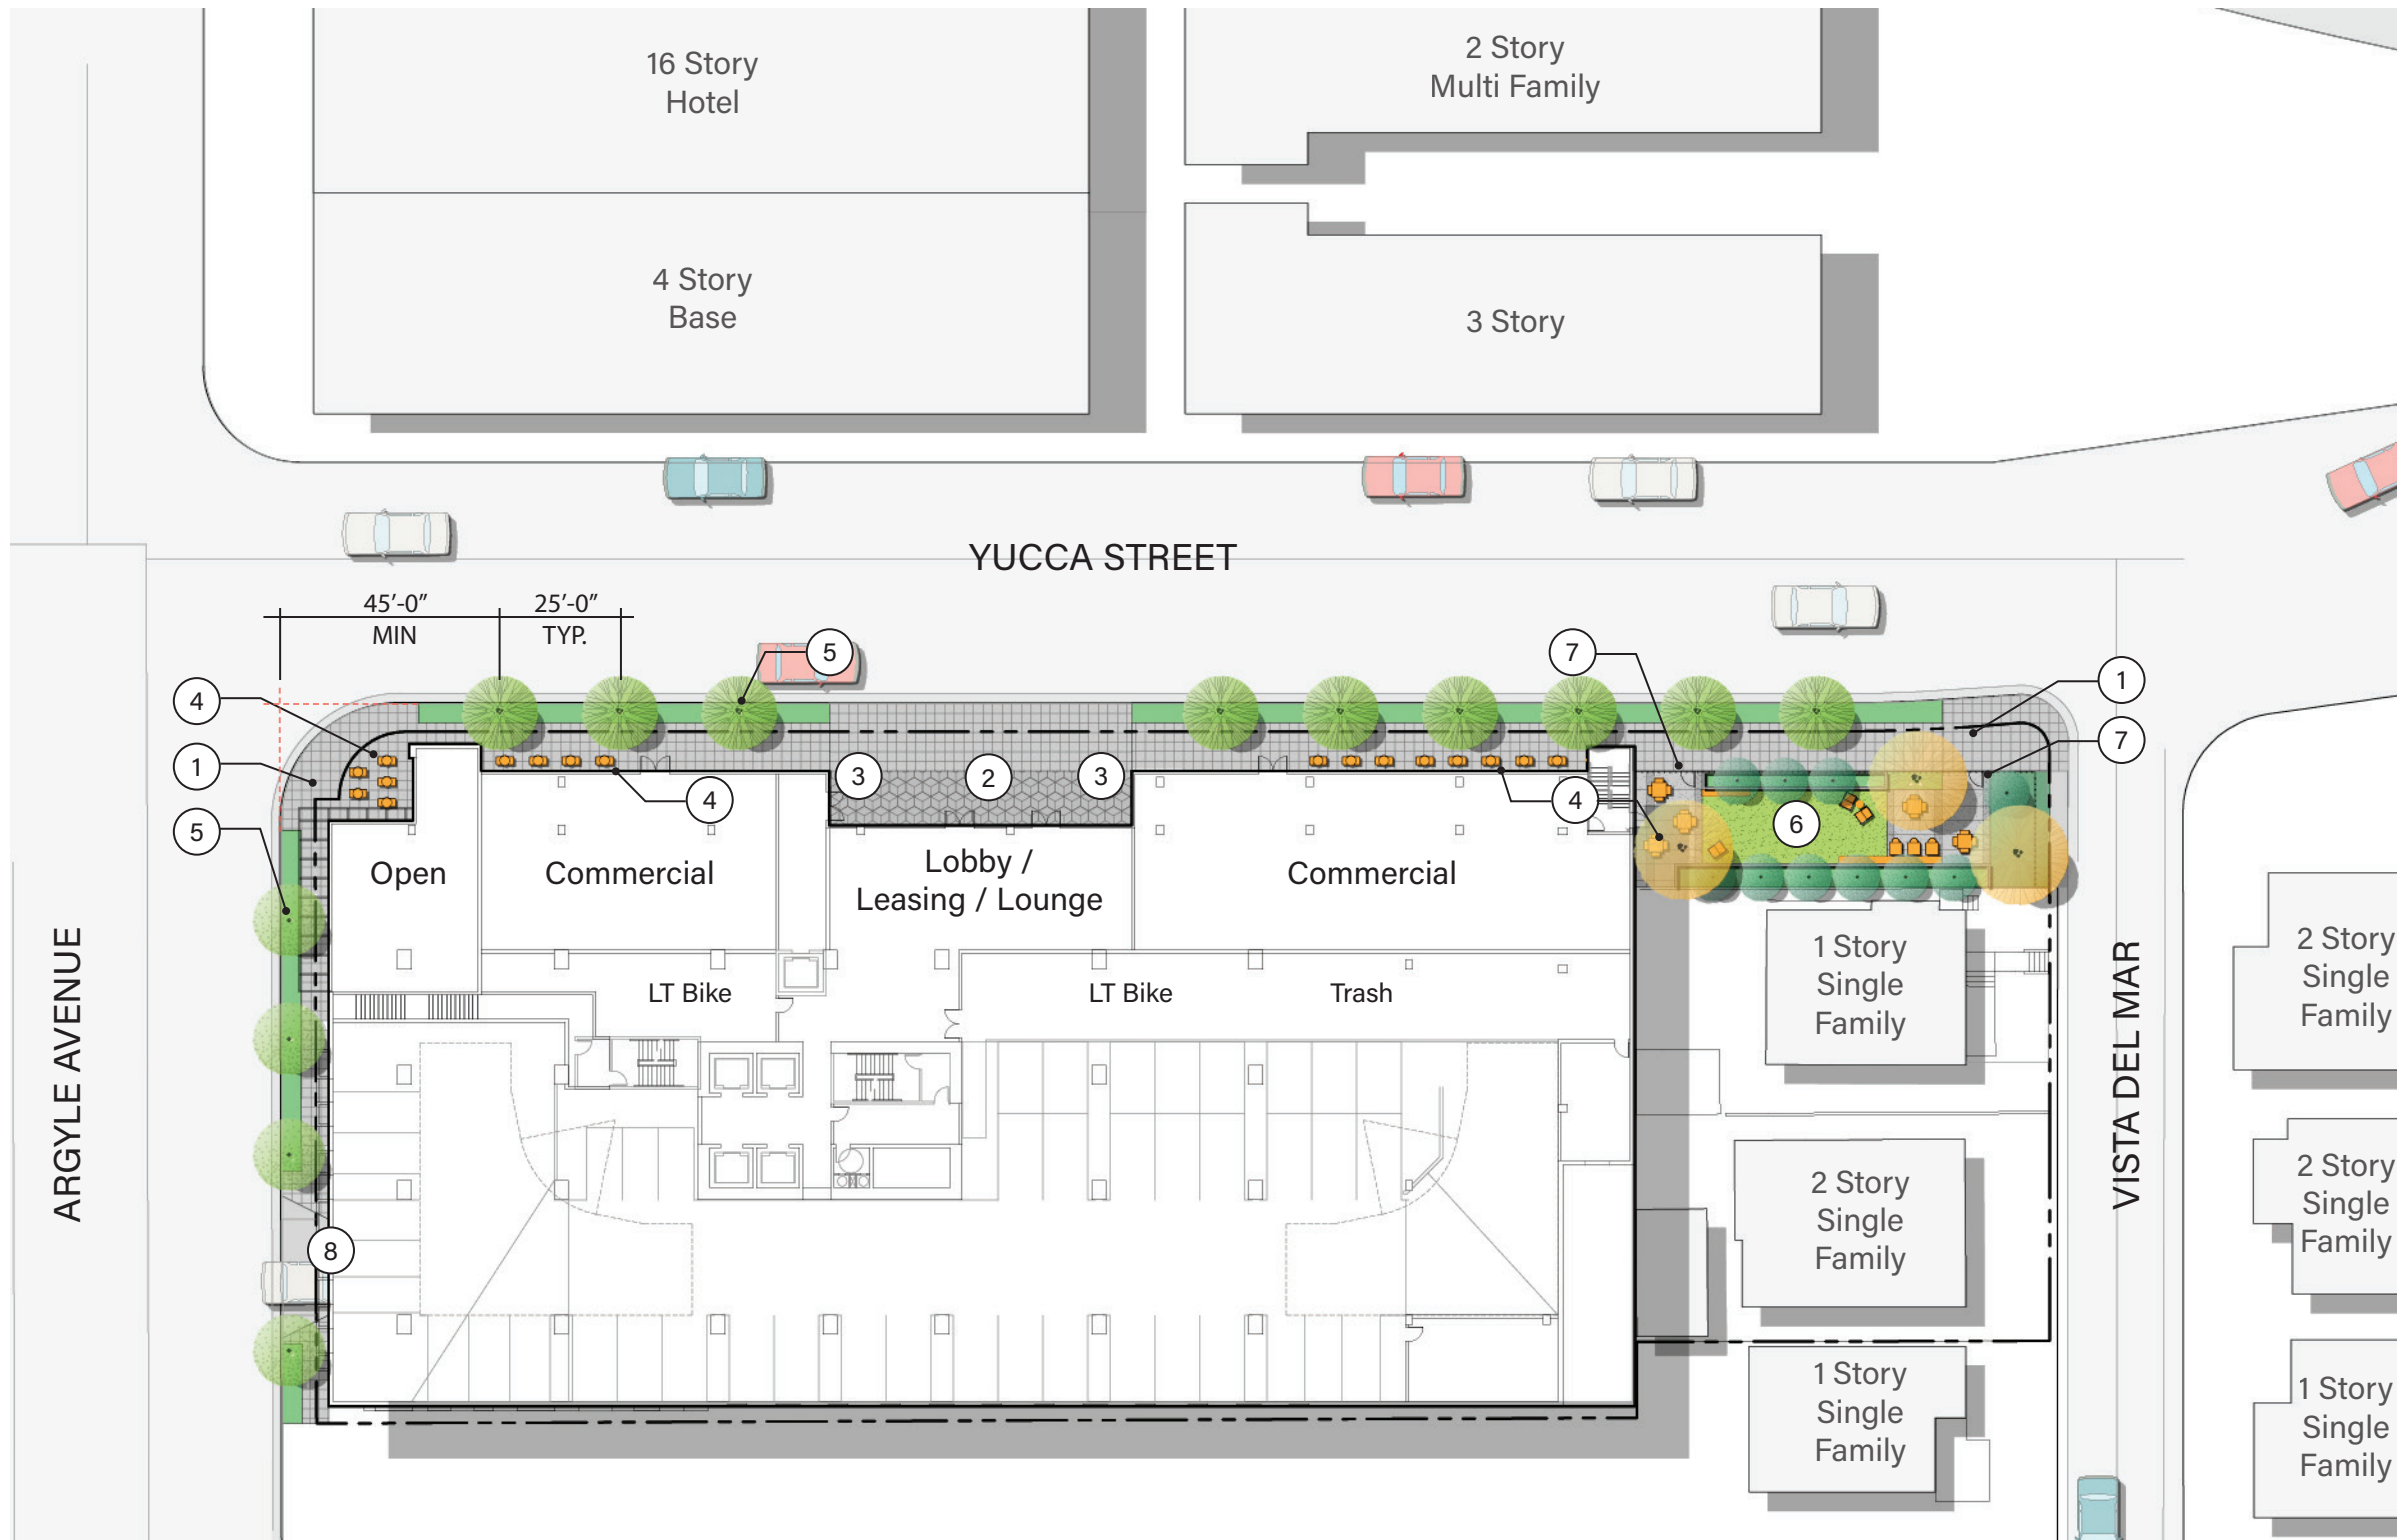 16 Story
Hotel
2 Story
Multi Family
4 Story
Base
3 Story
YUCCA STREET
45'-0"
MIN
25'-0"
TYP.
5
7
4
1
1
7
3
2
3
4
4
5
6
Open
Commercial
Lobby /
Leasing / Lounge
Commercial
LT Bike
LT Bike
Trash
1 Story
Single
Family
2 Story
Single
Family
ARGYLE AVENUE
VISTA DEL MAR
2 Story
Single
Family
2 Story
Single
Family
8
1 Story
Single
Family
1 Story
Single
Family